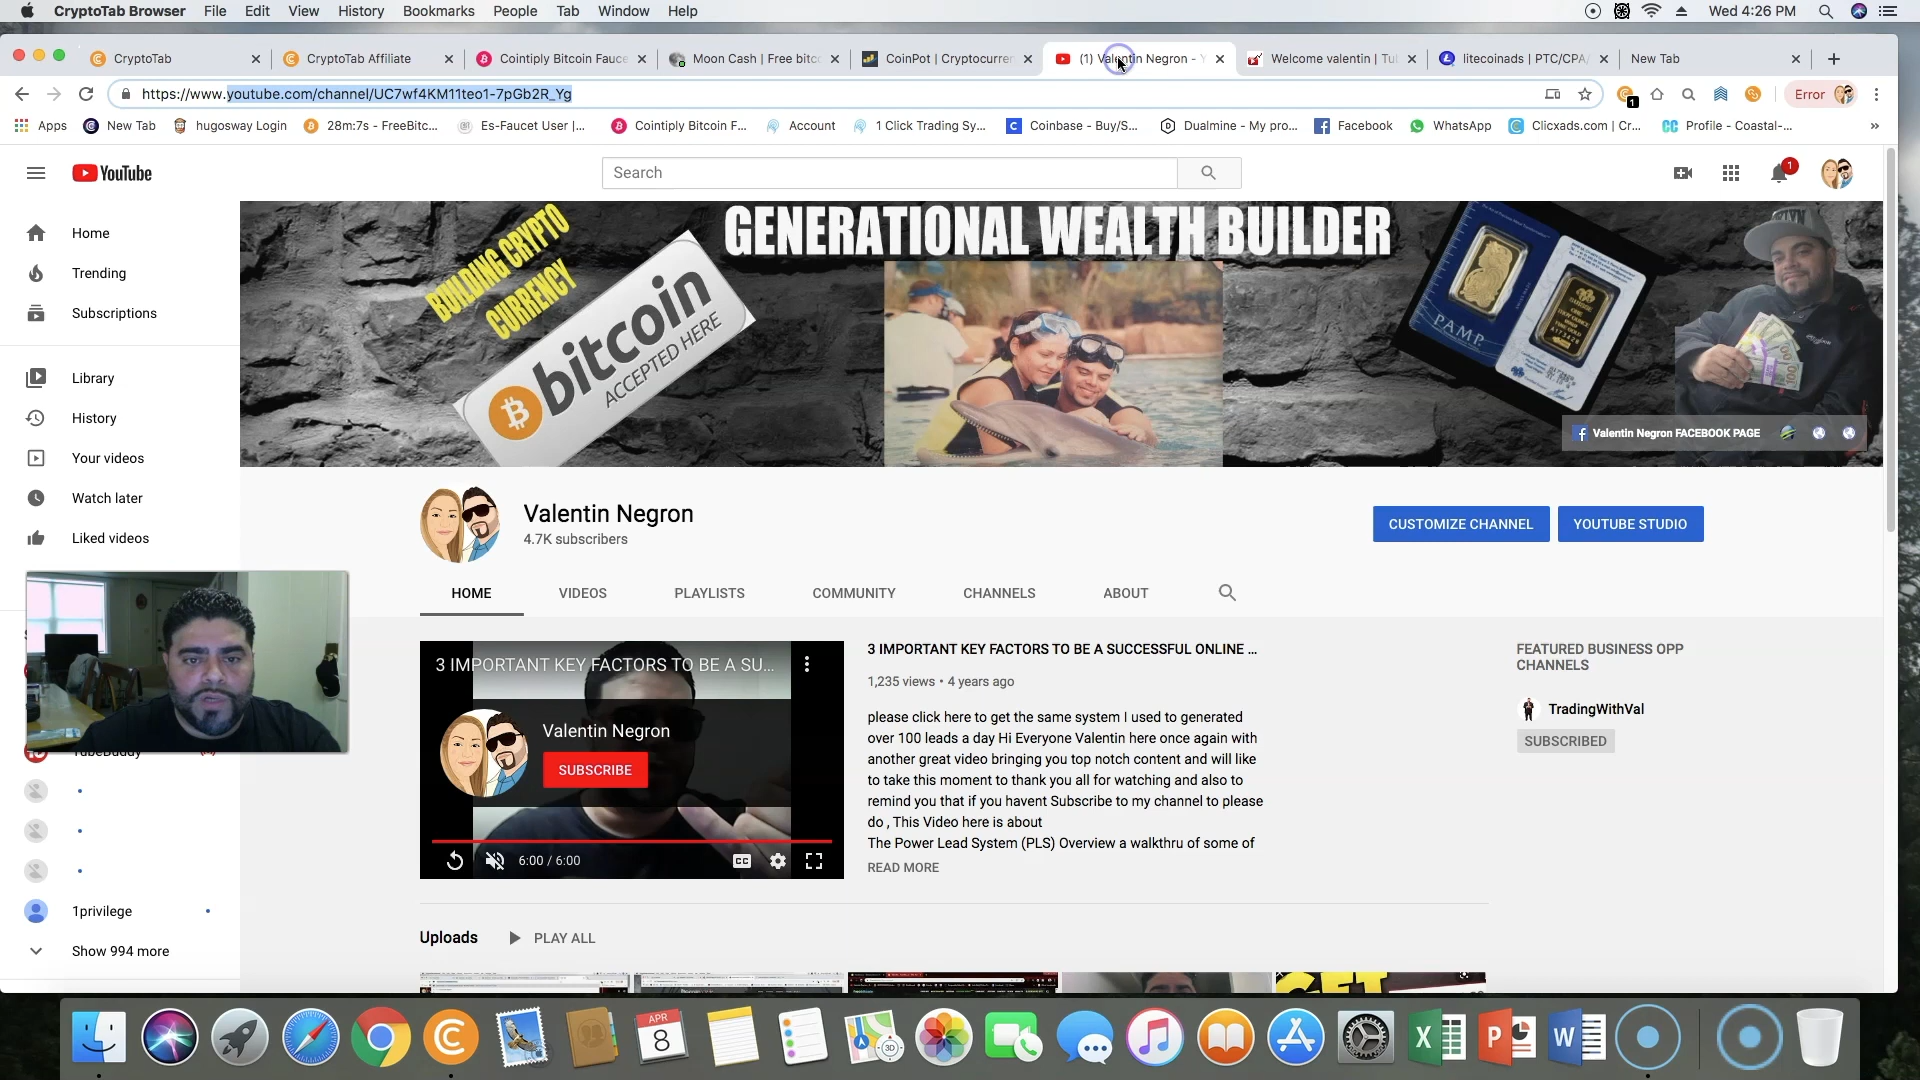 CryptoTab Browser File Edit View History Bookmarks People Tab Window Help Wed 4:26 PM
CryptoTab CryptoTab Affiliate Cointiply Bitcoin Fauce Moon Cash | Free bitco CoinPot | Cryptocurren (1) Valentin Negron - Y Welcome valentin | Tu litecoinads | PTC/CPA/ New Tab
https://www.youtube.com/channel/UC7wf4KM11teo1-7pGb2R_Yg 1 Error
Apps New Tab hugosway Login 28m:7s - FreeBitc... Es-Faucet User |... Cointiply Bitcoin F... Account 1 Click Trading Sy... Coinbase - Buy/S... Dualmine - My pro... Facebook WhatsApp Clicxads.com | Cr... Profile - Coastal-... »
YouTube Search 1
Home
Trending
Subscriptions
Library
History
Your videos
Watch later
Liked videos
1privilege
Show 994 more
BUILDING CRYPTO
CURRENCY
bitcoin
ACCEPTED HERE
GENERATIONAL WEALTH BUILDER
PAMP
Valentin Negron FACEBOOK PAGE
Valentin Negron
4.7K subscribers
CUSTOMIZE CHANNEL YOUTUBE STUDIO
HOME VIDEOS PLAYLISTS COMMUNITY CHANNELS ABOUT
3 IMPORTANT KEY FACTORS TO BE A SU...
Valentin Negron
SUBSCRIBE
6:00 / 6:00
CC
3 IMPORTANT KEY FACTORS TO BE A SUCCESSFUL ONLINE ...
1,235 views • 4 years ago
please click here to get the same system I used to generated
over 100 leads a day Hi Everyone Valentin here once again with
another great video bringing you top notch content and will like
to take this moment to thank you all for watching and also to
remind you that if you havent Subscribe to my channel to please
do , This Video here is about
The Power Lead System (PLS) Overview a walkthru of some of
READ MORE
FEATURED BUSINESS OPP
CHANNELS
TradingWithVal
SUBSCRIBED
Uploads PLAY ALL
GET
APR
8
3D